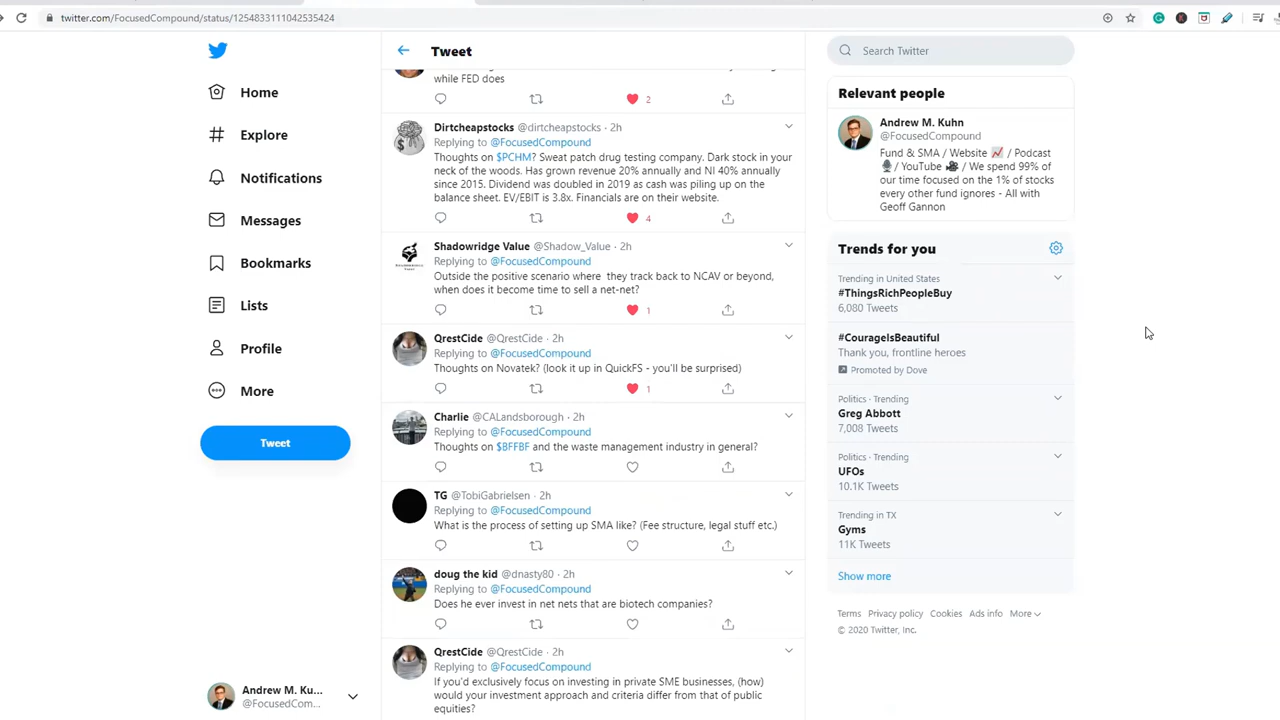 twitter.com/FocusedCompound/status/1254833111042535424
Home
Explore
Notifications
Messages
Bookmarks
Lists
Profile
More
Tweet
Andrew M. Ku...
@FocusedCom...
Tweet
while FED does
2
Dirtcheapstocks @dirtcheapstocks · 2h
Replying to @FocusedCompound
Thoughts on $PCHM? Sweat patch drug testing company. Dark stock in your
neck of the woods. Has grown revenue 20% annually and NI 40% annually
since 2015. Dividend was doubled in 2019 as cash was piling up on the
balance sheet. EV/EBIT is 3.8x. Financials are on their website.
4
Shadowridge Value @Shadow_Value · 2h
Replying to @FocusedCompound
Outside the positive scenario where they track back to NCAV or beyond,
when does it become time to sell a net-net?
1
QrestCide @QrestCide · 2h
Replying to @FocusedCompound
Thoughts on Novatek? (look it up in QuickFS - you'll be surprised)
1
Charlie @CALandsborough · 2h
Replying to @FocusedCompound
Thoughts on $BFFBF and the waste management industry in general?
TG @TobiGabrielsen · 2h
Replying to @FocusedCompound
What is the process of setting up SMA like? (Fee structure, legal stuff etc.)
doug the kid @dnasty80 · 2h
Replying to @FocusedCompound
Does he ever invest in net nets that are biotech companies?
QrestCide @QrestCide · 2h
Replying to @FocusedCompound
If you'd exclusively focus on investing in private SME businesses, (how)
would your investment approach and criteria differ from that of public
equities?
Search Twitter
Relevant people
Andrew M. Kuhn
@FocusedCompound
Fund & SMA / Website / Podcast
/ YouTube / We spend 99% of
our time focused on the 1% of stocks
every other fund ignores - All with
Geoff Gannon
Trends for you
Trending in United States
#ThingsRichPeopleBuy
6,080 Tweets
#CourageIsBeautiful
Thank you, frontline heroes
Promoted by Dove
Politics · Trending
Greg Abbott
7,008 Tweets
Politics · Trending
UFOs
10.1K Tweets
Trending in TX
Gyms
11K Tweets
Show more
Terms Privacy policy Cookies Ads info More
© 2020 Twitter, Inc.